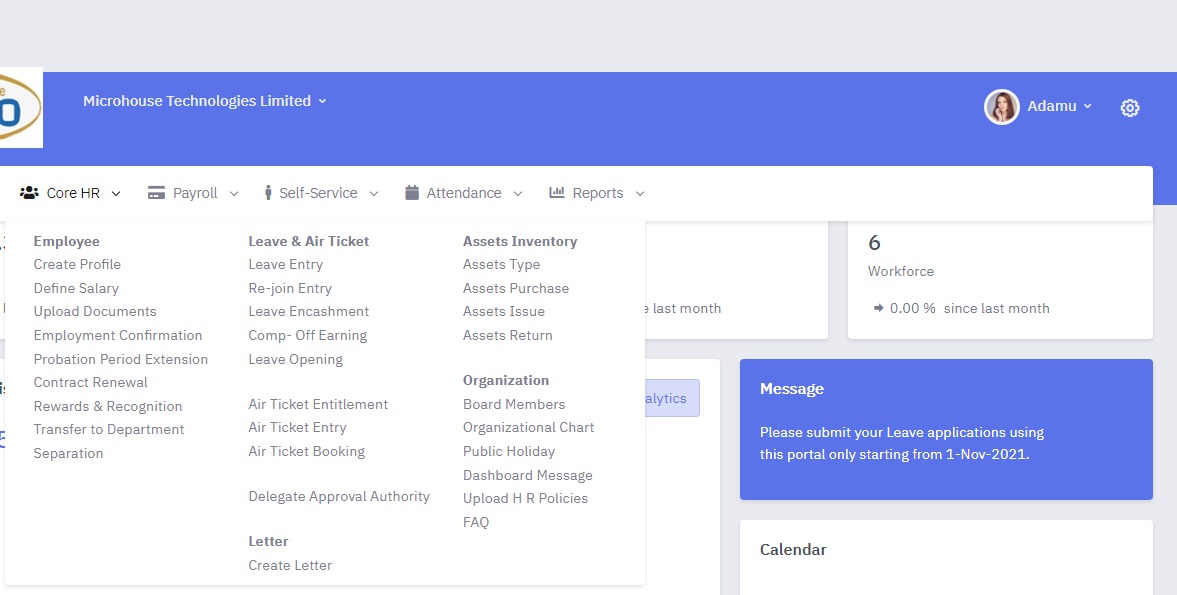 Microhouse Technologies Limited
Adamu
Core HR
Payroll
Self-Service
Attendance
Reports
Employee
Create Profile
Define Salary
Upload Documents
Employment Confirmation
Probation Period Extension
Contract Renewal
Rewards & Recognition
Transfer to Department
Separation
Leave & Air Ticket
Leave Entry
Re-join Entry
Leave Encashment
Comp- Off Earning
Leave Opening
Air Ticket Entitlement
Air Ticket Entry
Air Ticket Booking
Delegate Approval Authority
Letter
Create Letter
Assets Inventory
Assets Type
Assets Purchase
Assets Issue
Assets Return
Organization
Board Members
Organizational Chart
Public Holiday
Dashboard Message
Upload H R Policies
FAQ
last month
alytics
6
Workforce
0.00 % since last month
Message
Please submit your Leave applications using
this portal only starting from 1-Nov-2021.
Calendar